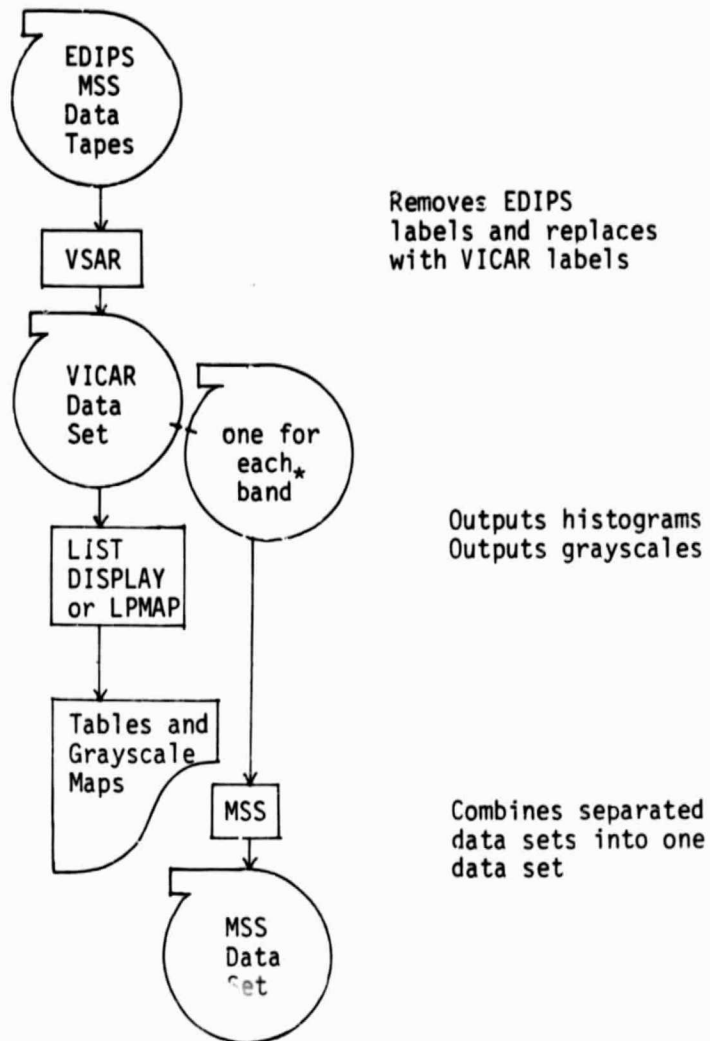 EDIPS
MSS
Data
Tapes
Removes EDIPS
labels and replaces
with VICAR labels
VSAR
VICAR
Data
Set
one for
each*
band
Outputs histograms
Outputs grayscales
LIST
DISPLAY
or LPMAP
Tables and
Grayscale
Maps
MSS
Combines separated
data sets into one
data set
MSS
Data
Set